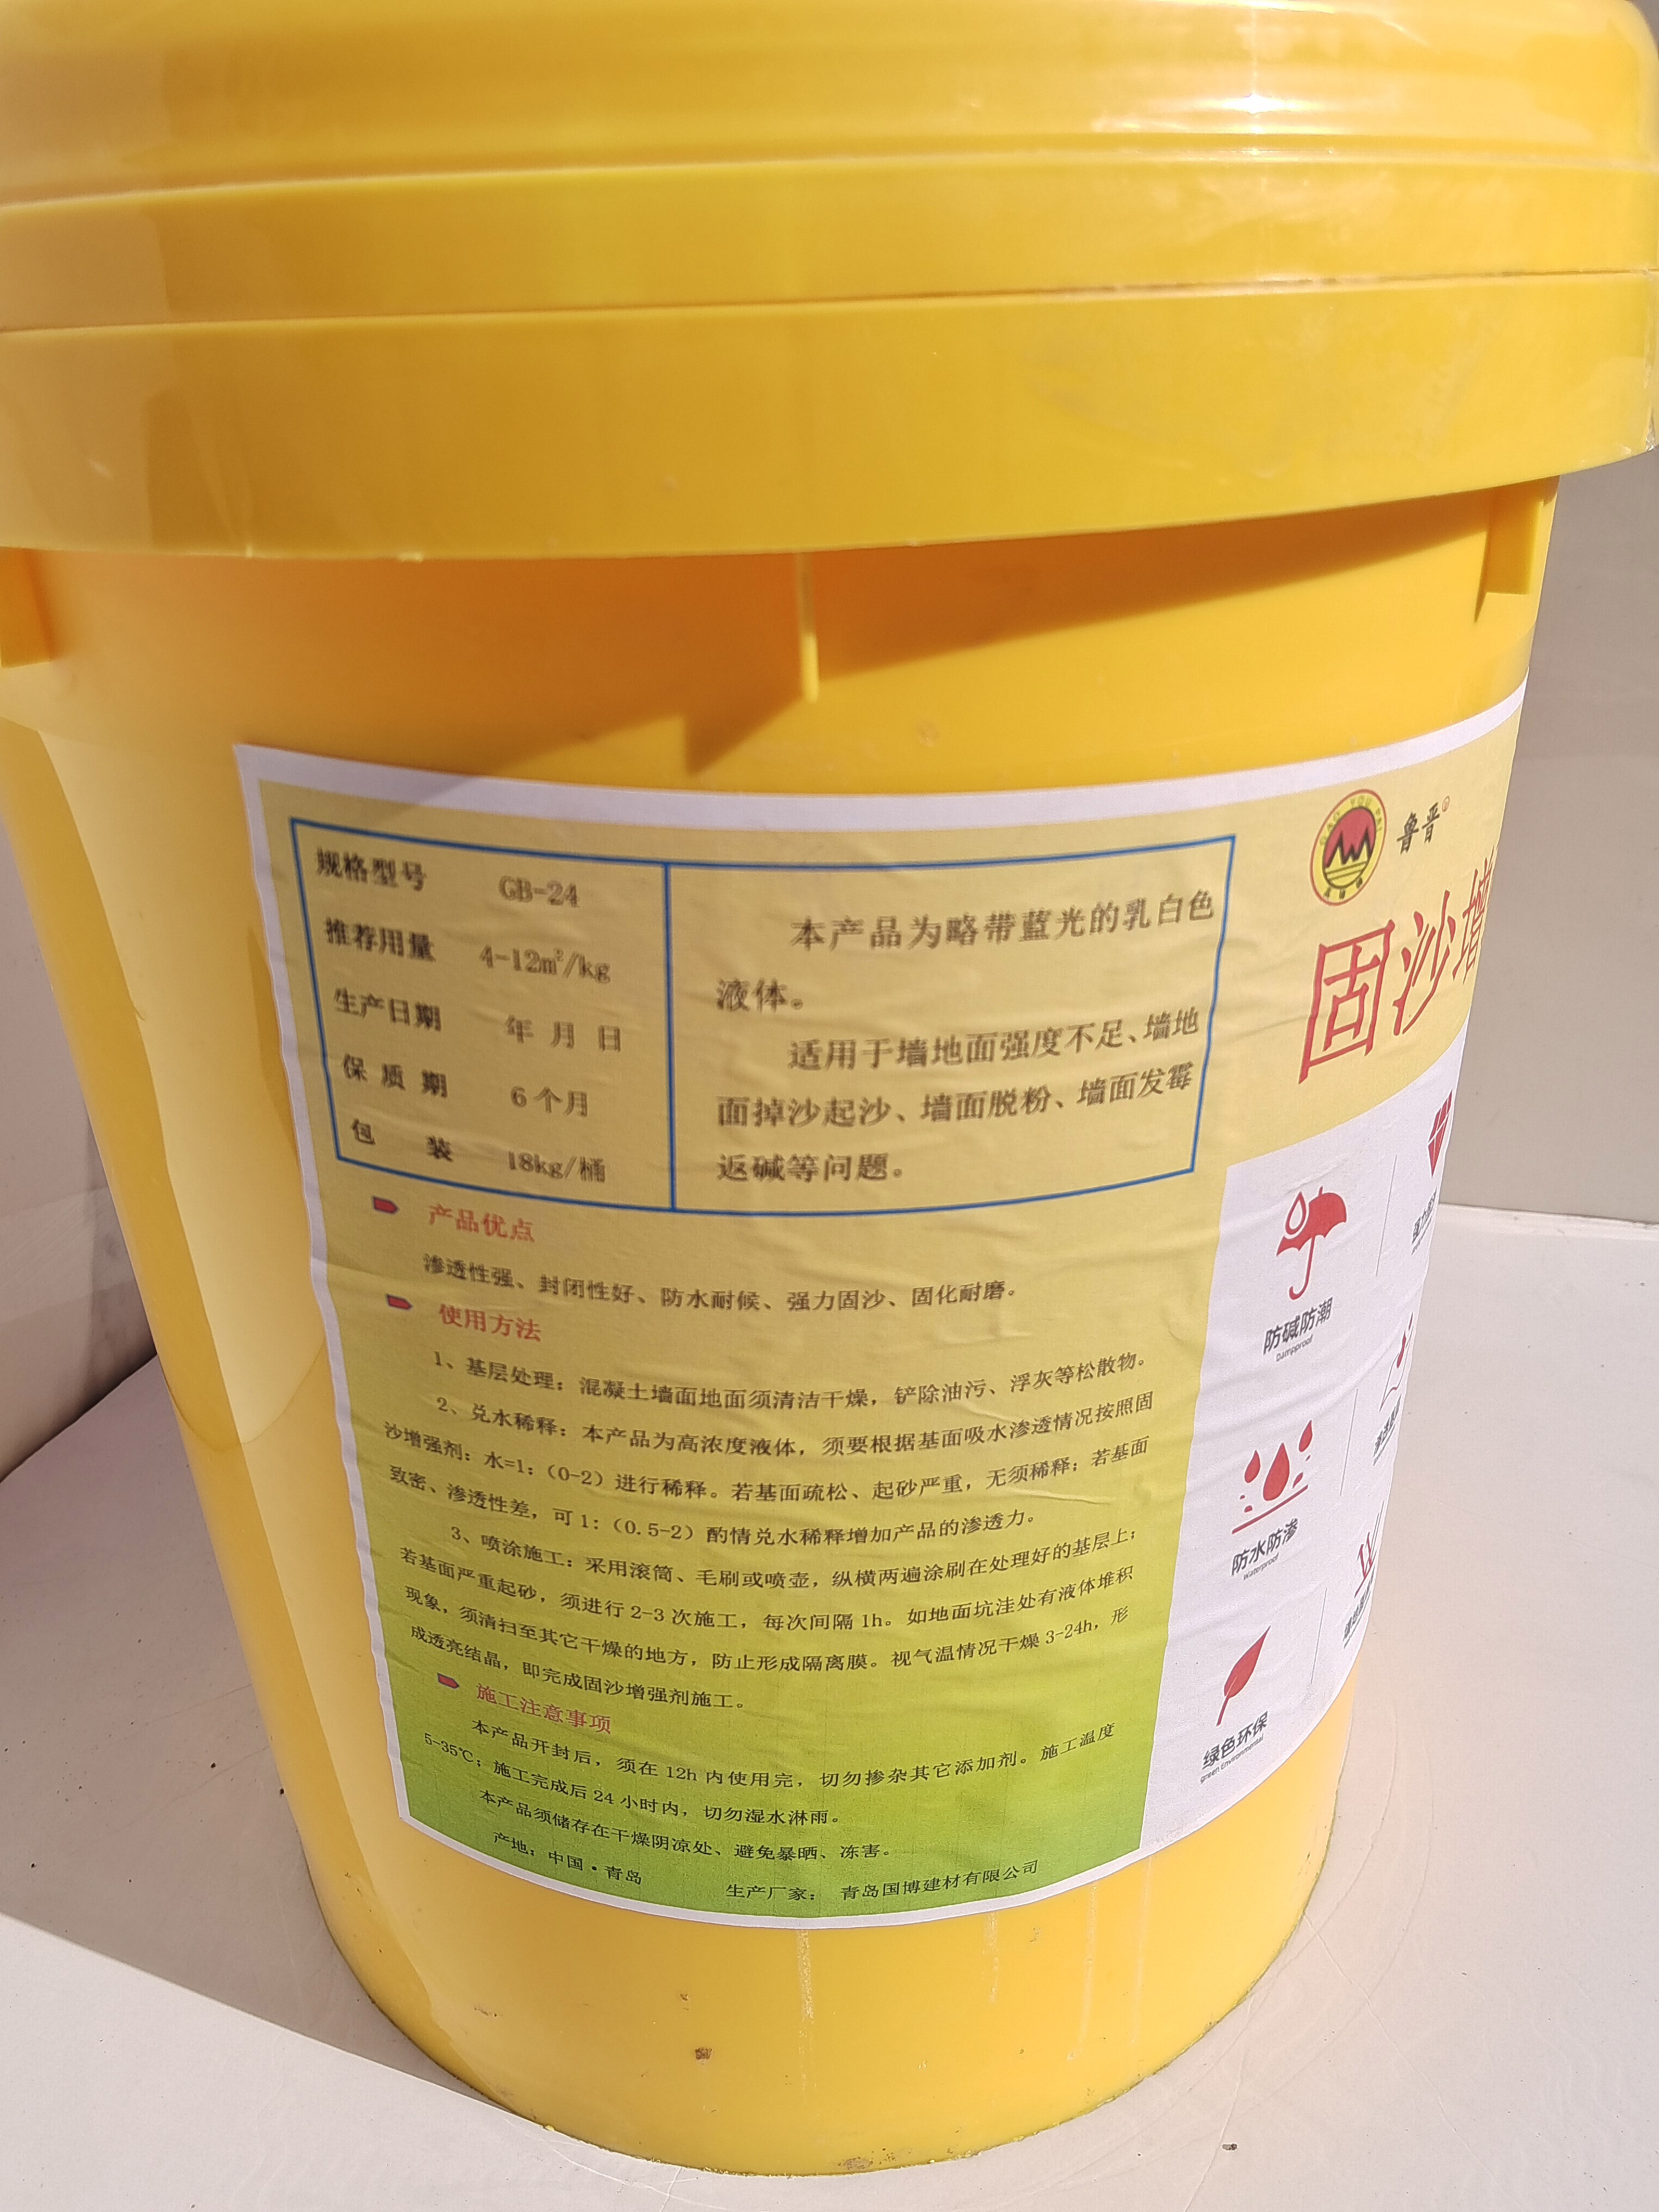 规格型号 GB-24
推荐用量 4-12㎡/kg
生产日期 年 月 日
保 质 期 6个月
包 装 18kg/桶
本产品为略带蓝光的乳白色
液体。
适用于墙地面强度不足、墙地
面掉沙起沙、墙面脱粉、墙面发霉
返碱等问题。
产品优点
渗透性强、封闭性好、防水耐候、强力固沙、固化耐磨。
使用方法
1、基层处理：混凝土墙面地面须清洁干燥，铲除油污、浮灰等松散物。
2、兑水稀释：本产品为高浓度液体，须要根据基面吸水渗透情况按照固
沙增强剂：水=1：（0-2）进行稀释。若基面疏松、起砂严重，无须稀释；若基面
致密、渗透性差，可1：（0.5-2）酌情兑水稀释增加产品的渗透力。
3、喷涂施工：采用滚筒、毛刷或喷壶，纵横两遍涂刷在处理好的基层上；
若基面严重起砂，须进行2-3次施工，每次间隔1h。如地面坑洼处有液体堆积
现象，须清扫至其它干燥的地方，防止形成隔离膜。视气温情况干燥3-24h，形
成透亮结晶，即完成固沙增强剂施工。
施工注意事项
本产品开封后，须在12h内使用完，切勿掺杂其它添加剂。施工温度
5-35℃；施工完成后24小时内，切勿湿水淋雨。
本产品须储存在干燥阴凉处、避免暴晒、冻害。
产地：中国·青岛
生产厂家： 青岛国博建材有限公司
鲁晋®
固沙增
防碱防潮
Dampproof
防水防渗
Waterproof
绿色环保
green Environmental